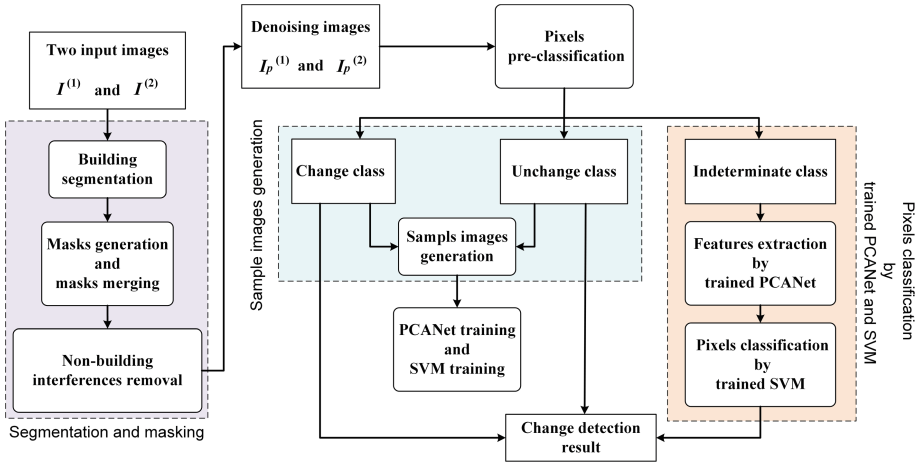 Two input images
I(1) and I(2)
Building
segmentation
Masks generation
and
masks merging
Non-building
interferences removal
Segmentation and masking
Denoising images
Ip(1) and Ip(2)
Pixels
pre-classification
Sample images generation
Change class
Unchange class
Sampls images
generation
PCANet training
and
SVM training
Indeterminate class
Features extraction
by
trained PCANet
Pixels classification
by
trained SVM
Pixels classification
by
trained PCANet and SVM
Change detection
result